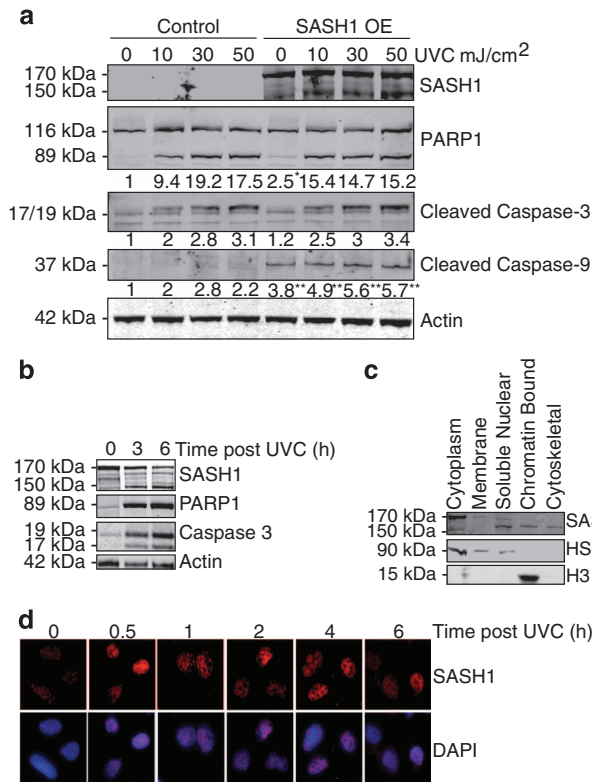 a
Control SASH1 OE
0 10 30 50 0 10 30 50 UVC mJ/cm2
170 kDa
150 kDa
SASH1
116 kDa
89 kDa
PARP1
1 9.4 19.2 17.5 2.5* 15.4 14.7 15.2
17/19 kDa
Cleaved Caspase-3
1 2 2.8 3.1 1.2 2.5 3 3.4
37 kDa
Cleaved Caspase-9
1 2 2.8 2.2 3.8** 4.9** 5.6** 5.7**
42 kDa
Actin
b
0 3 6 Time post UVC (h)
170 kDa
150 kDa
SASH1
89 kDa
PARP1
19 kDa
17 kDa
Caspase 3
42 kDa
Actin
c
Cytoplasm
Membrane
Soluble Nuclear
Chromatin Bound
Cytoskeletal
170 kDa
150 kDa
90 kDa
HS
15 kDa
H3
d
0 0.5 1 2 4 6 Time post UVC (h)
SASH1
DAPI